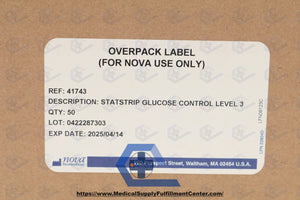 OVERPACK LABEL
(FOR NOVA USE ONLY)
REF: 41743
DESCRIPTION: STATSTRIP GLUCOSE CONTROL LEVEL 3
QTY: 50
LOT: 0422287303
EXP DATE: 2025/04/14
nova
Prospect Street, Waltham, MA 02454 U.S.A.
www.MedicalSupplyFulfillmentCenter.com/